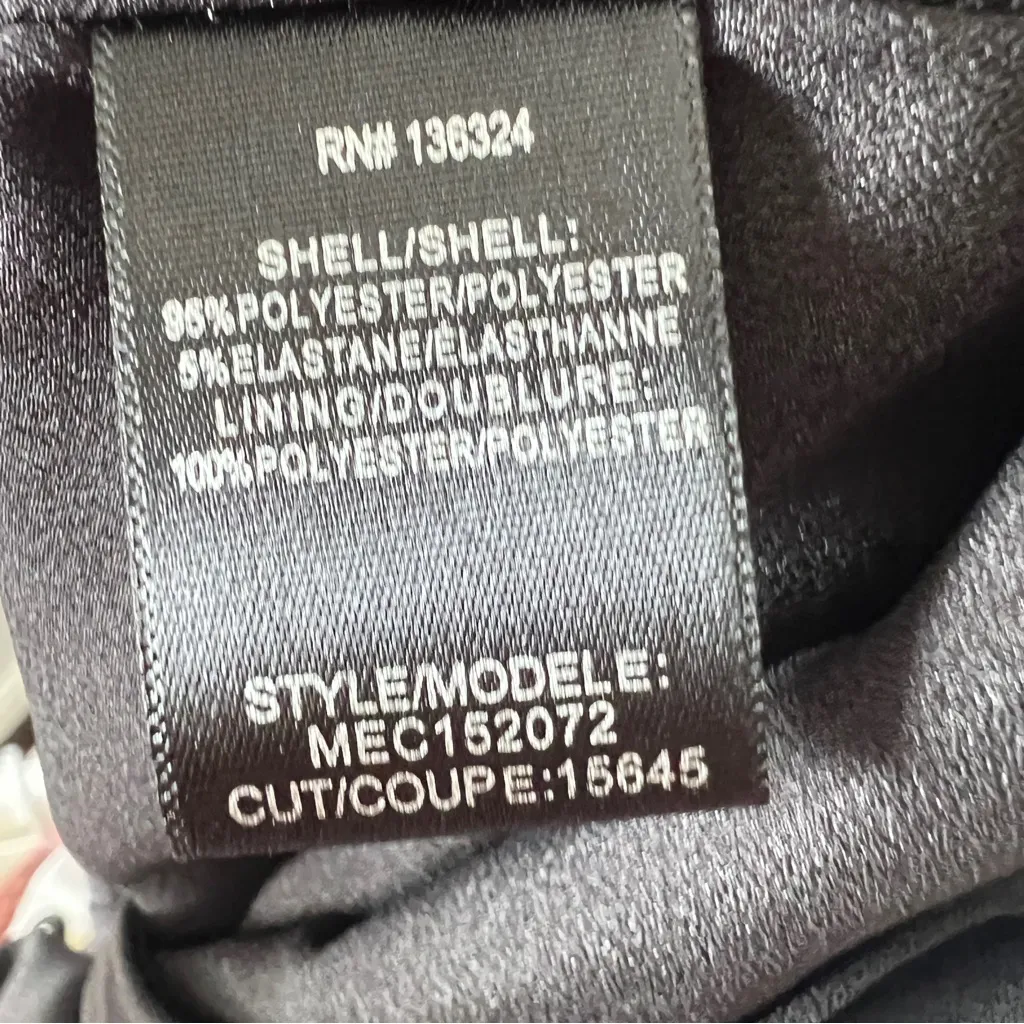 RN# 136324
SHELL/SHELL:
95%POLYESTER/POLYESTER
5%ELASTANE/ÉLASTHANNE
LINING/DOUBLURE:
100%POLYESTER/POLYESTER
STYLE/MODELE:
MEC152072
CUT/COUPE:15645